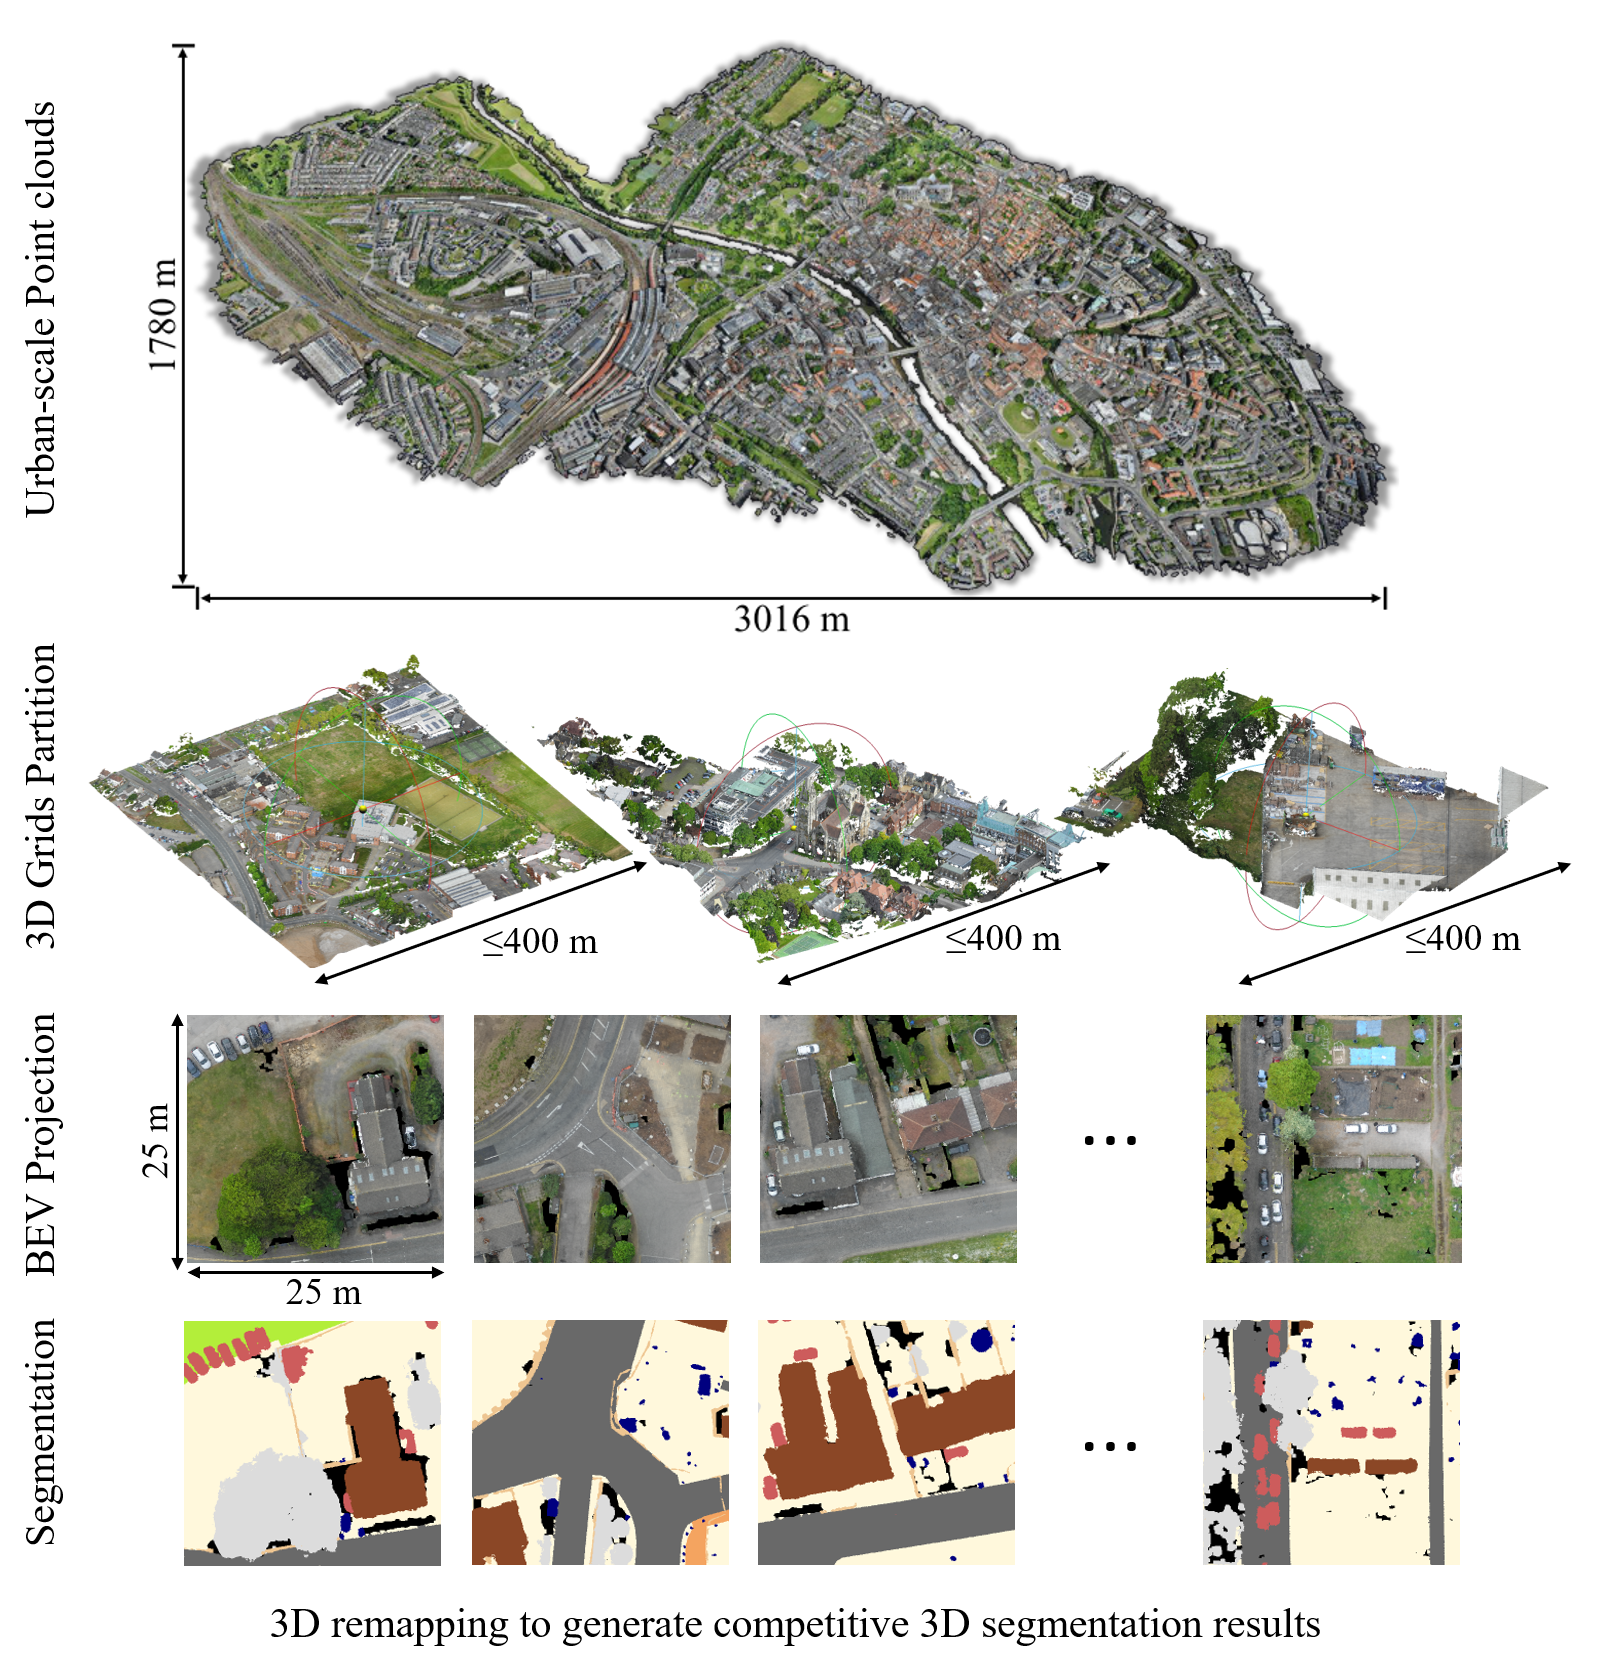 Urban-scale Point clouds
1780 m
3016 m
3D Grids Partition
≤400 m
≤400 m
≤400 m
BEV Projection
25 m
25 m
...
Segmentation
...
3D remapping to generate competitive 3D segmentation results